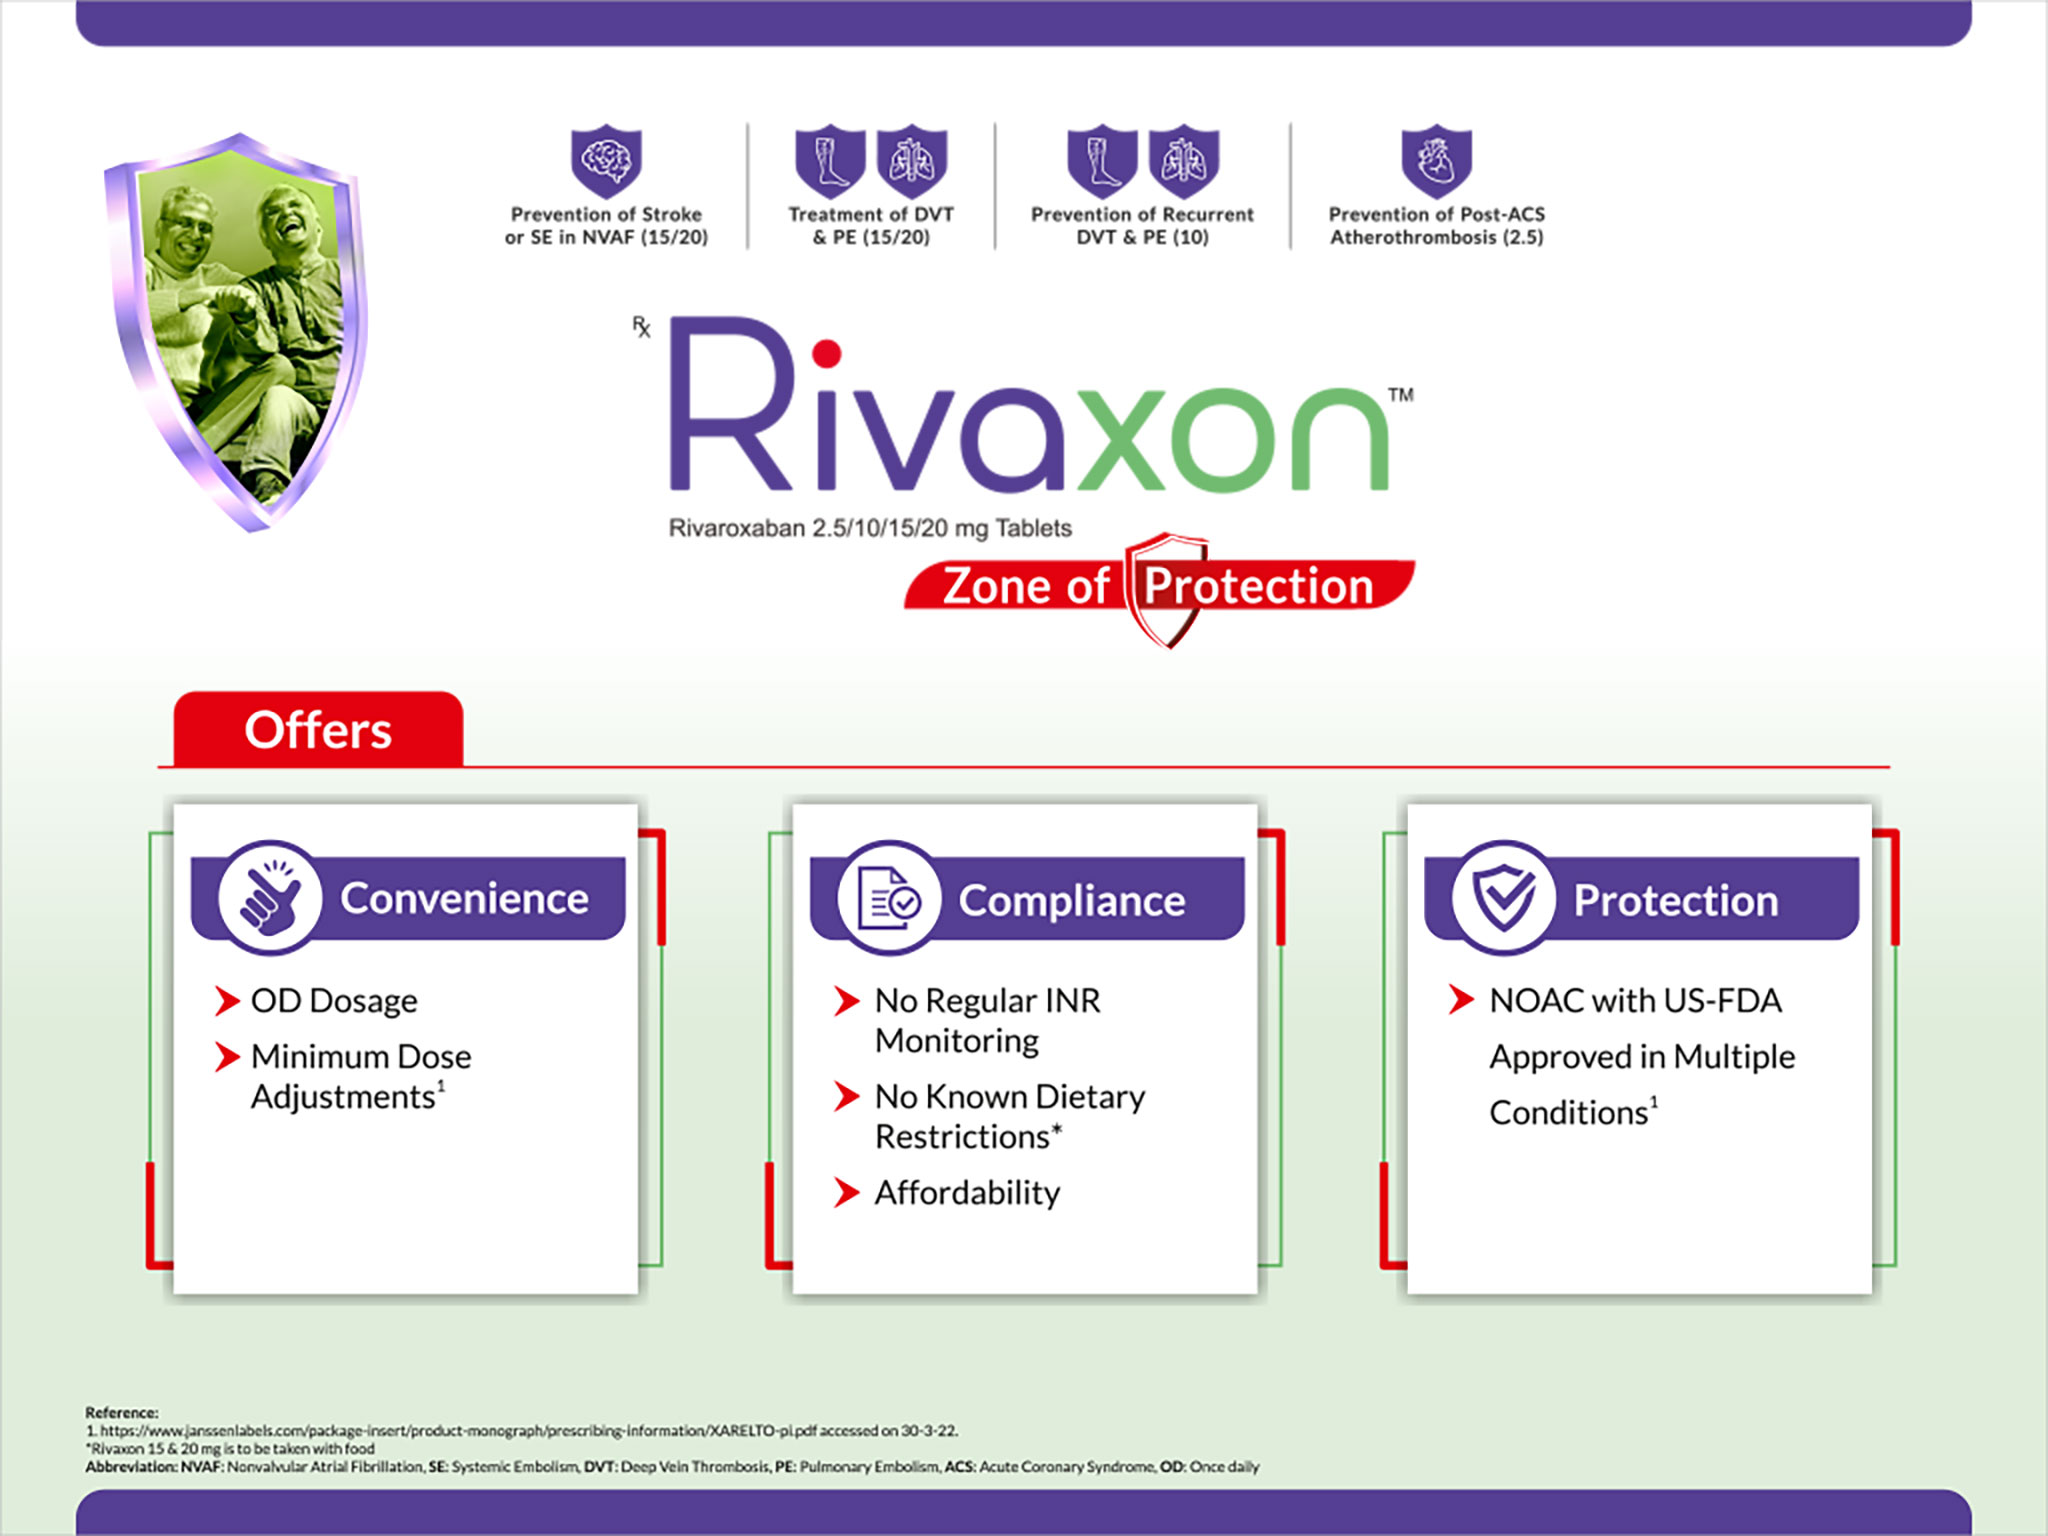 Prevention of Stroke
or SE in NVAF (15/20)
Treatment of DVT
& PE (15/20)
Prevention of Recurrent
DVT & PE (10)
Prevention of Post-ACS
Atherothrombosis (2.5)
Rx Rivaxon™
Rivaroxaban 2.5/10/15/20 mg Tablets
Zone of Protection
Offers
Convenience
OD Dosage
Minimum Dose
Adjustments¹
Compliance
No Regular INR
Monitoring
No Known Dietary
Restrictions*
Affordability
Protection
NOAC with US-FDA
Approved in Multiple
Conditions¹
Reference:
1. https://www.janssenlabels.com/package-insert/product-monograph/prescribing-information/XARELTO-pi.pdf accessed on 30-3-22.
*Rivaxon 15 & 20 mg is to be taken with food
Abbreviation: NVAF: Nonvalvular Atrial Fibrillation, SE: Systemic Embolism, DVT: Deep Vein Thrombosis, PE: Pulmonary Embolism, ACS: Acute Coronary Syndrome, OD: Once daily